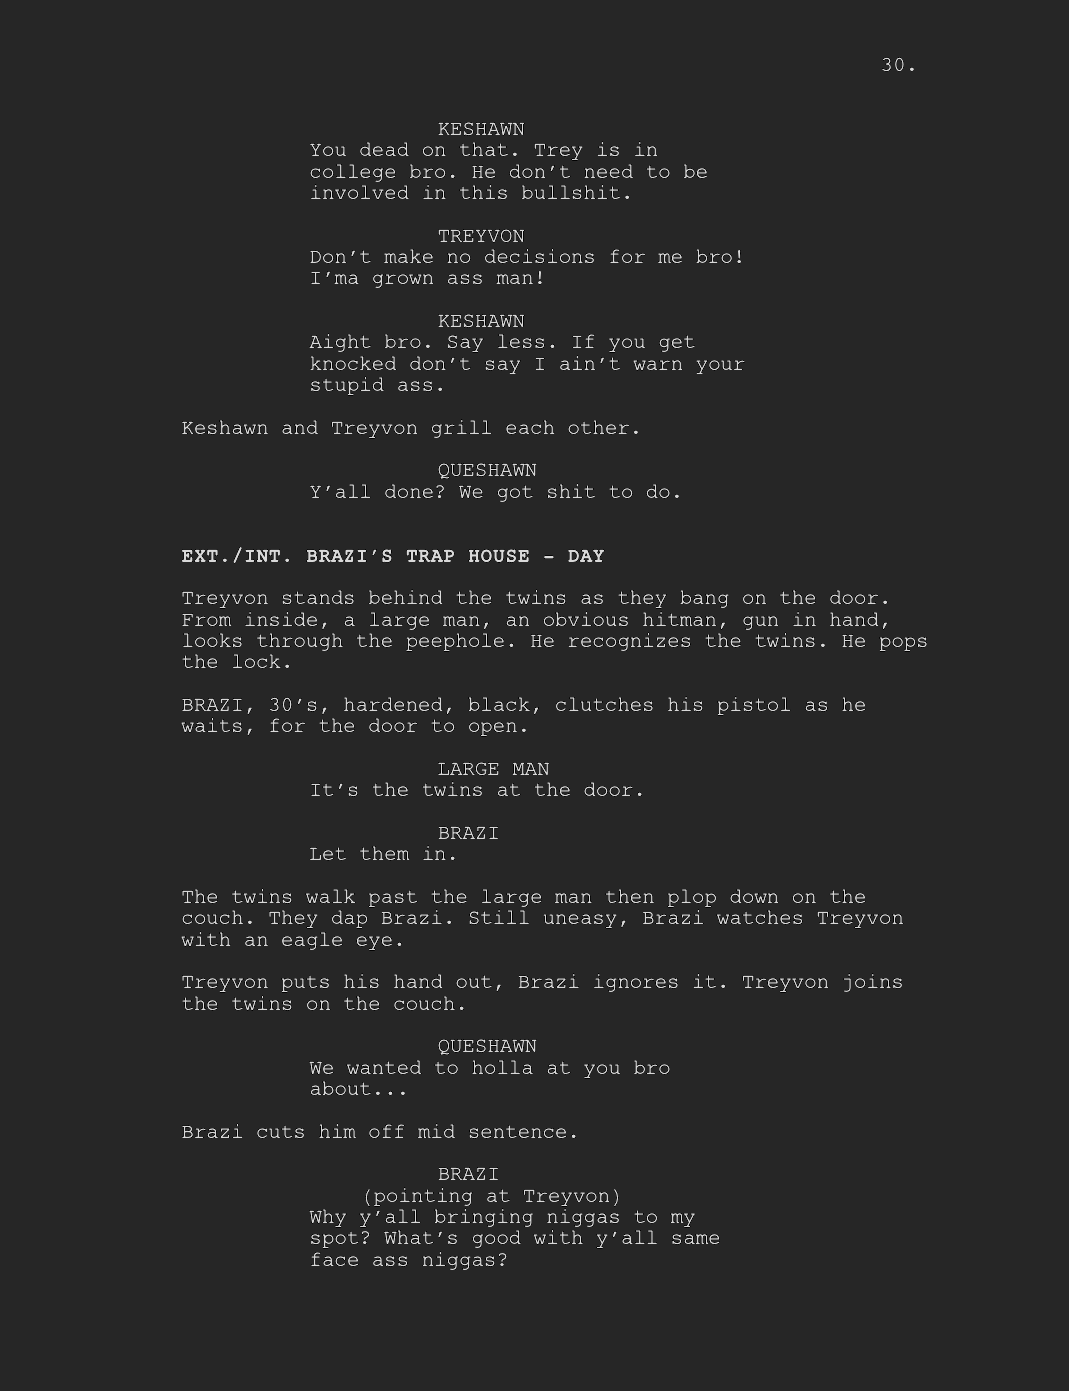 30.
KESHAWN
You dead on that. Trey is in
college bro. He don't need to be
involved in this bullshit.
TREYVON
Don't make no decisions for me bro!
I'ma grown ass man!
KESHAWN
Aight bro. Say less. If you get
knocked don't say I ain't warn your
stupid ass.
Keshawn and Treyvon grill each other.
QUESHAWN
Y'all done? We got shit to do.
EXT./INT. BRAZI'S TRAP HOUSE - DAY
Treyvon stands behind the twins as they bang on the door.
From inside, a large man, an obvious hitman, gun in hand,
looks through the peephole. He recognizes the twins. He pops
the lock.
BRAZI, 30's, hardened, black, clutches his pistol as he
waits, for the door to open.
LARGE MAN
It's the twins at the door.
BRAZI
Let them in.
The twins walk past the large man then plop down on the
couch. They dap Brazi. Still uneasy, Brazi watches Treyvon
with an eagle eye.
Treyvon puts his hand out, Brazi ignores it. Treyvon joins
the twins on the couch.
QUESHAWN
We wanted to holla at you bro
about...
Brazi cuts him off mid sentence.
BRAZI
(pointing at Treyvon)
Why y'all bringing niggas to my
spot? What's good with y'all same
face ass niggas?